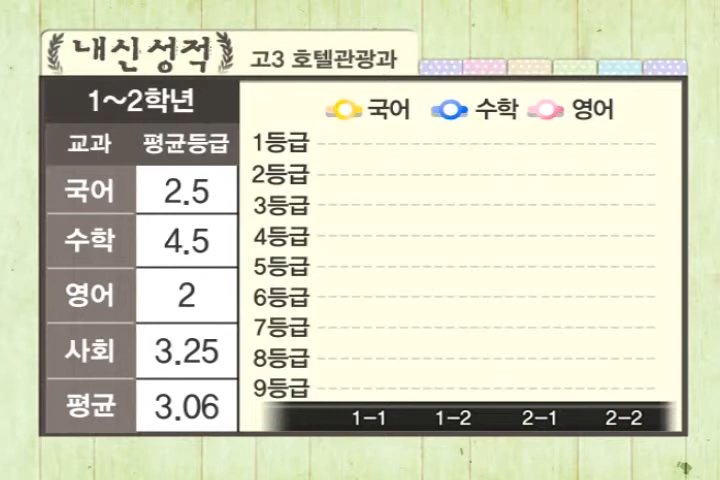 내신성적 고3 호텔관광과
1~2학년
교과 평균등급
국어 2.5
수학 4.5
영어 2
사회 3.25
평균 3.06
국어 수학 영어
1등급
2등급
3등급
4등급
5등급
6등급
7등급
8등급
9등급
1-1 1-2 2-1 2-2